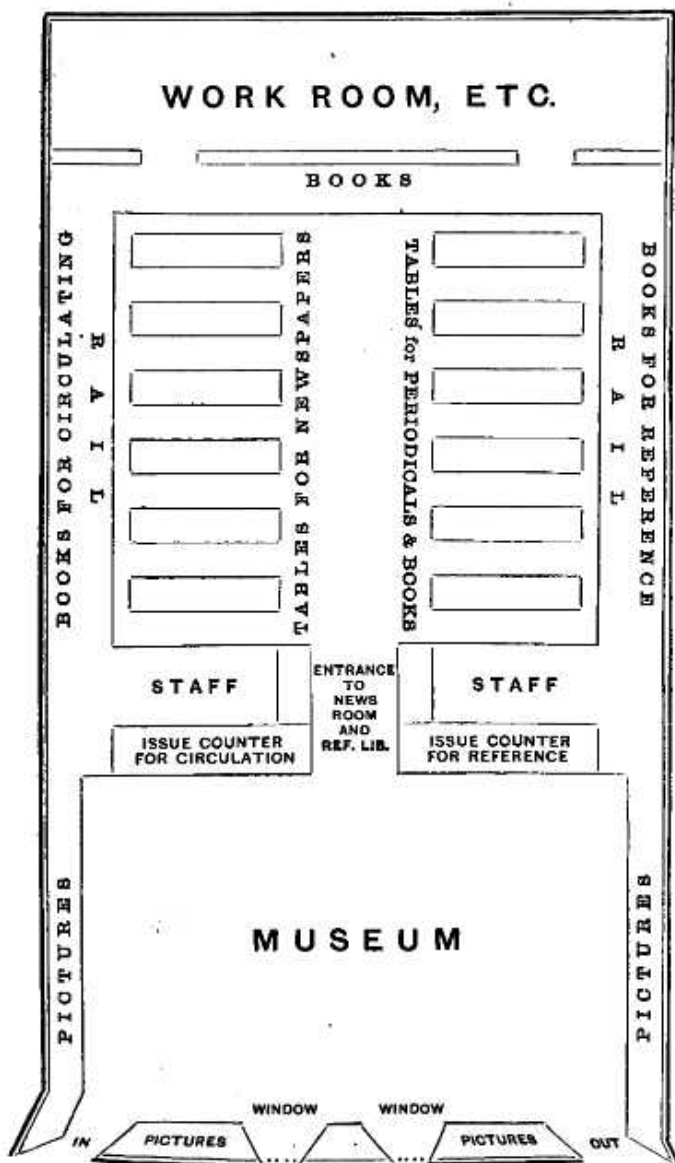 WORK ROOM, ETC.
BOOKS
BOOKS FOR CIRCULATING
RAIL
TABLES FOR NEWSPAPERS
TABLES for PERIODICALS & BOOKS
RAIL
BOOKS FOR REFERENCE
STAFF
ENTRANCE
TO
NEWS
ROOM
AND
REF. LIB.
STAFF
ISSUE COUNTER
FOR CIRCULATION
ISSUE COUNTER
FOR REFERENCE
PICTURES
MUSEUM
PICTURES
WINDOW
WINDOW
IN
PICTURES
PICTURES
OUT